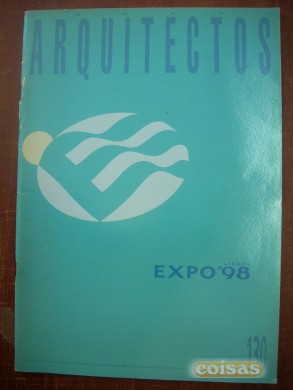 ARQUITECTOS
LISBOA
EXPO'98
130
coisas